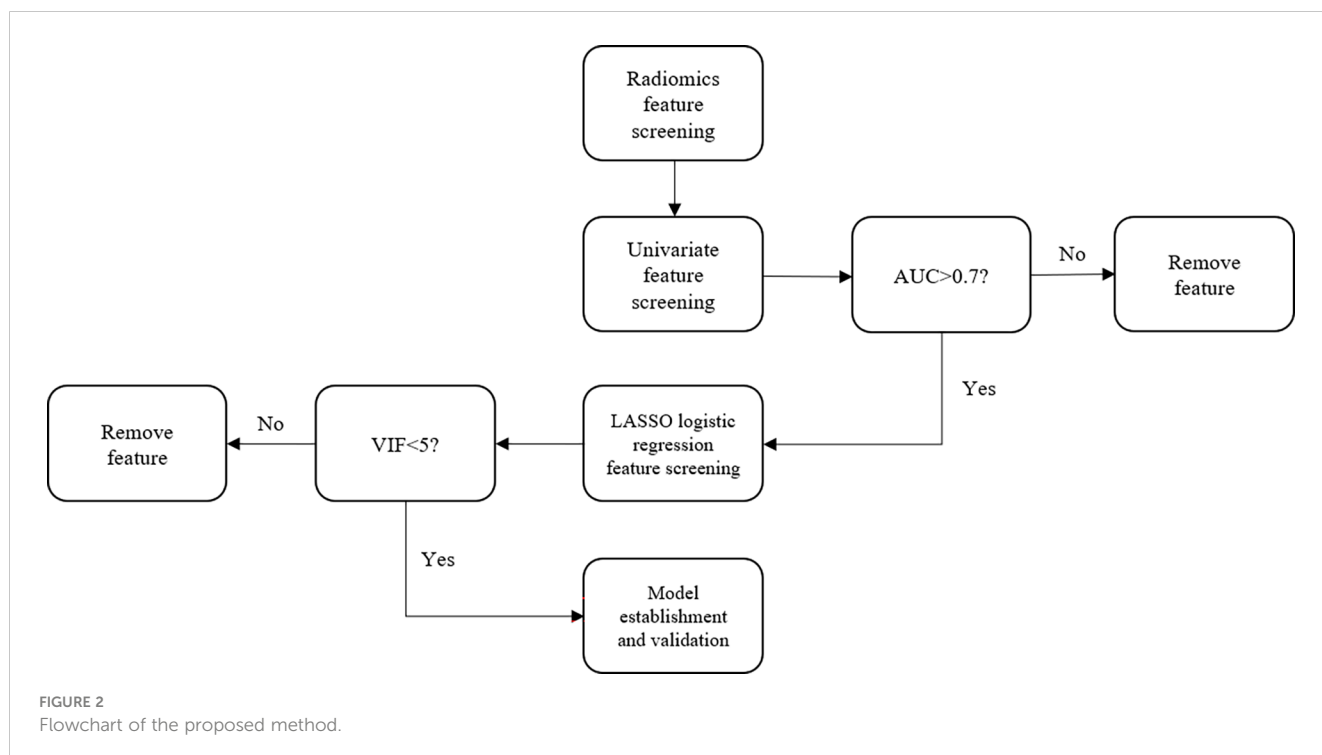 Radiomics
feature
screening
Univariate
feature
screening
AUC>0.7?
No
Remove
feature
Yes
LASSO logistic
regression
feature screening
VIF<5?
No
Remove
feature
Yes
Model
establishment
and validation
FIGURE 2
Flowchart of the proposed method.